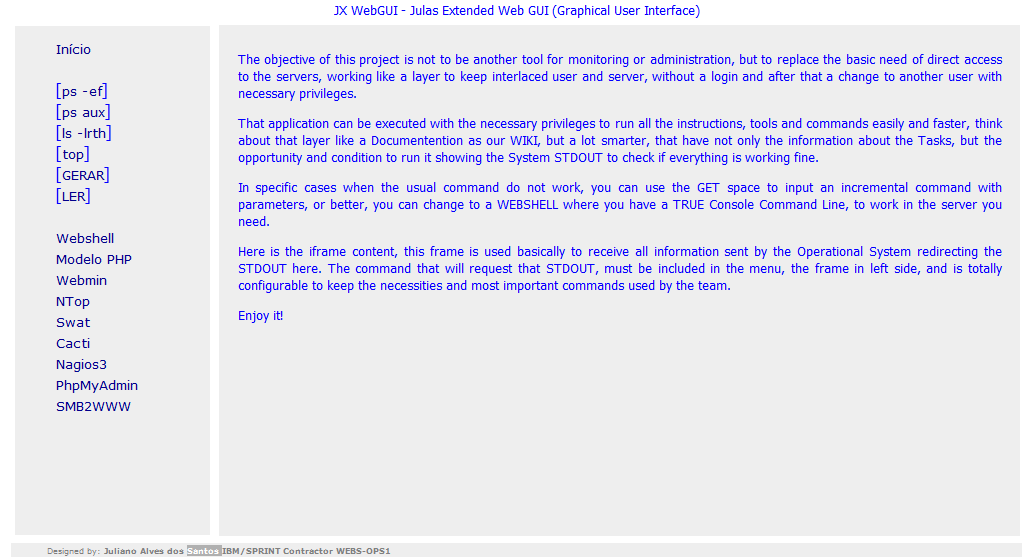 JX WebGUI - Julas Extended Web GUI (Graphical User Interface)
Início
[ps -ef]
[ps aux]
[ls -lrth]
[top]
[GERAR]
[LER]
Webshell
Modelo PHP
Webmin
NTop
Swat
Cacti
Nagios3
PhpMyAdmin
SMB2WWW
The objective of this project is not to be another tool for monitoring or administration, but to replace the basic need of direct access
to the servers, working like a layer to keep interlaced user and server, without a login and after that a change to another user with
necessary privileges.
That application can be executed with the necessary privileges to run all the instructions, tools and commands easily and faster, think
about that layer like a Documentention as our WIKI, but a lot smarter, that have not only the information about the Tasks, but the
opportunity and condition to run it showing the System STDOUT to check if everything is working fine.
In specific cases when the usual command do not work, you can use the GET space to input an incremental command with
parameters, or better, you can change to a WEBSHELL where you have a TRUE Console Command Line, to work in the server you
need.
Here is the iframe content, this frame is used basically to receive all information sent by the Operational System redirecting the
STDOUT here. The command that will request that STDOUT, must be included in the menu, the frame in left side, and is totally
configurable to keep the necessities and most important commands used by the team.
Enjoy it!
Designed by: Juliano Alves dos Santos IBM/SPRINT Contractor WEBS-OPS1